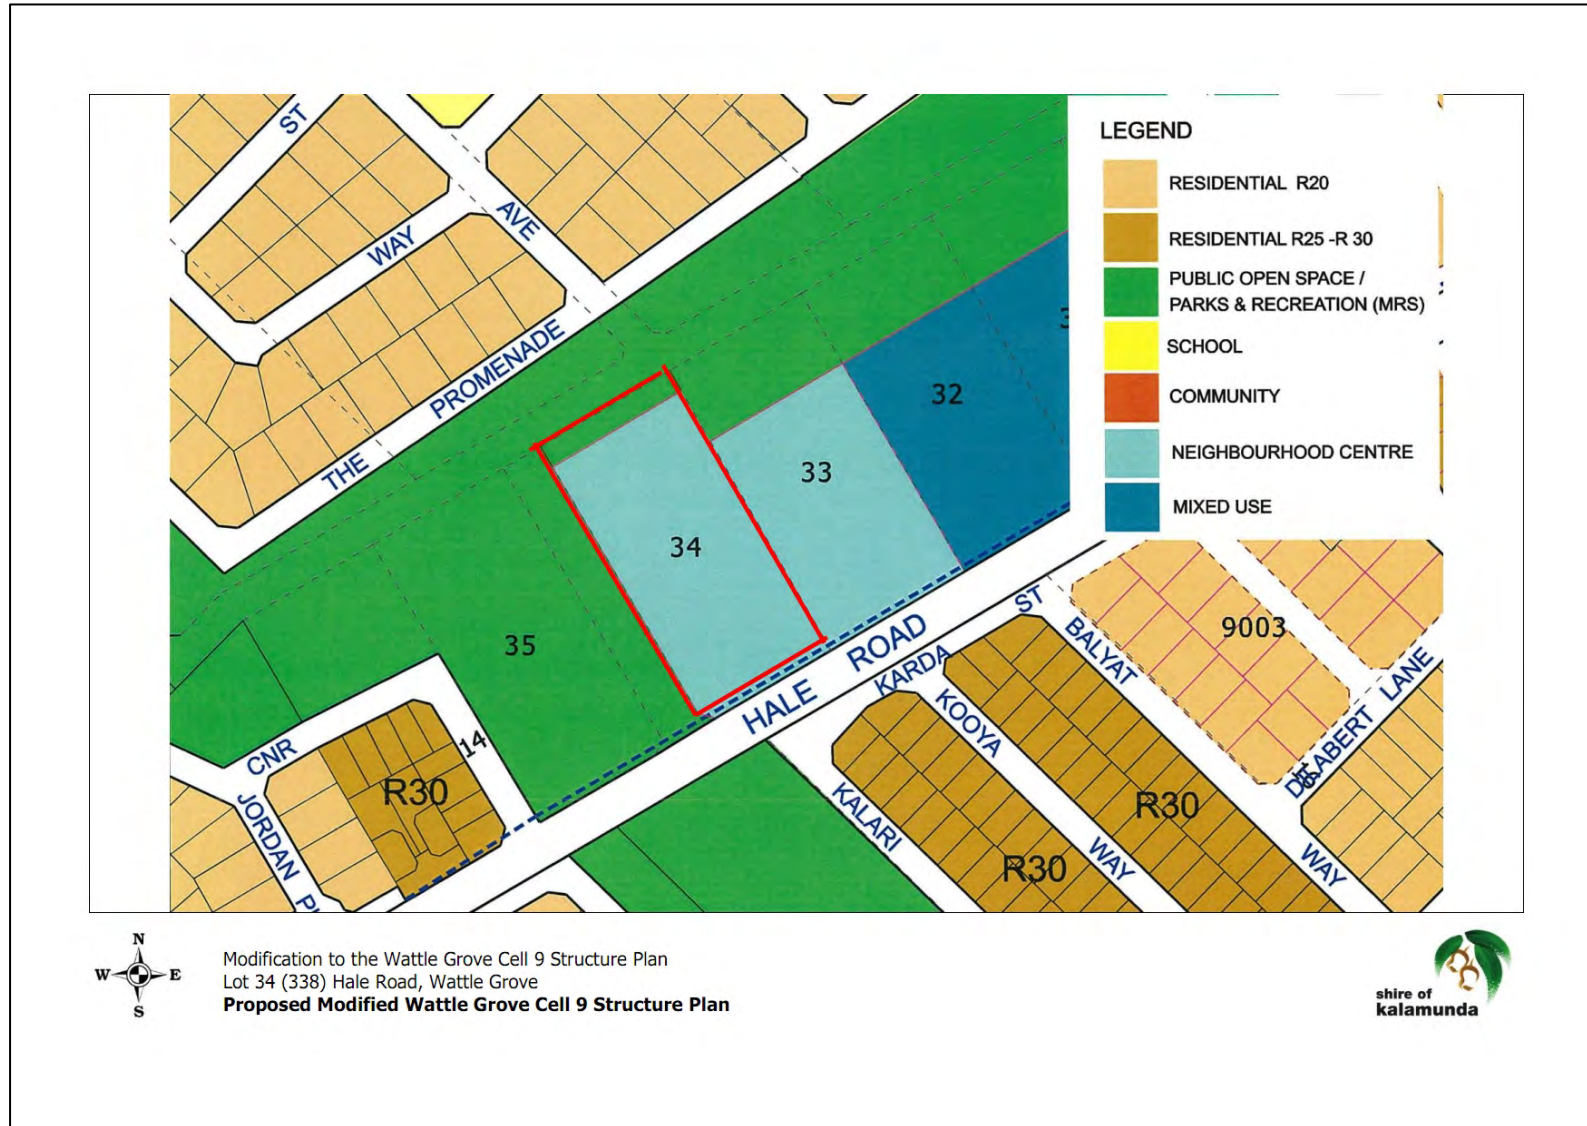 LEGEND
RESIDENTIAL R20
RESIDENTIAL R25 -R 30
PUBLIC OPEN SPACE /
PARKS & RECREATION (MRS)
SCHOOL
COMMUNITY
NEIGHBOURHOOD CENTRE
MIXED USE
ST
WAY
AVE
THE PROMENADE
32
33
34
35
HALE ROAD
KARDA ST
BALYAT WAY
9003
LANE
KOOYA WAY
KALARI
R30
R30
R30
14
CNR
JORDAN
N
W E
S
Modification to the Wattle Grove Cell 9 Structure Plan
Lot 34 (338) Hale Road, Wattle Grove
Proposed Modified Wattle Grove Cell 9 Structure Plan
shire of
kalamunda